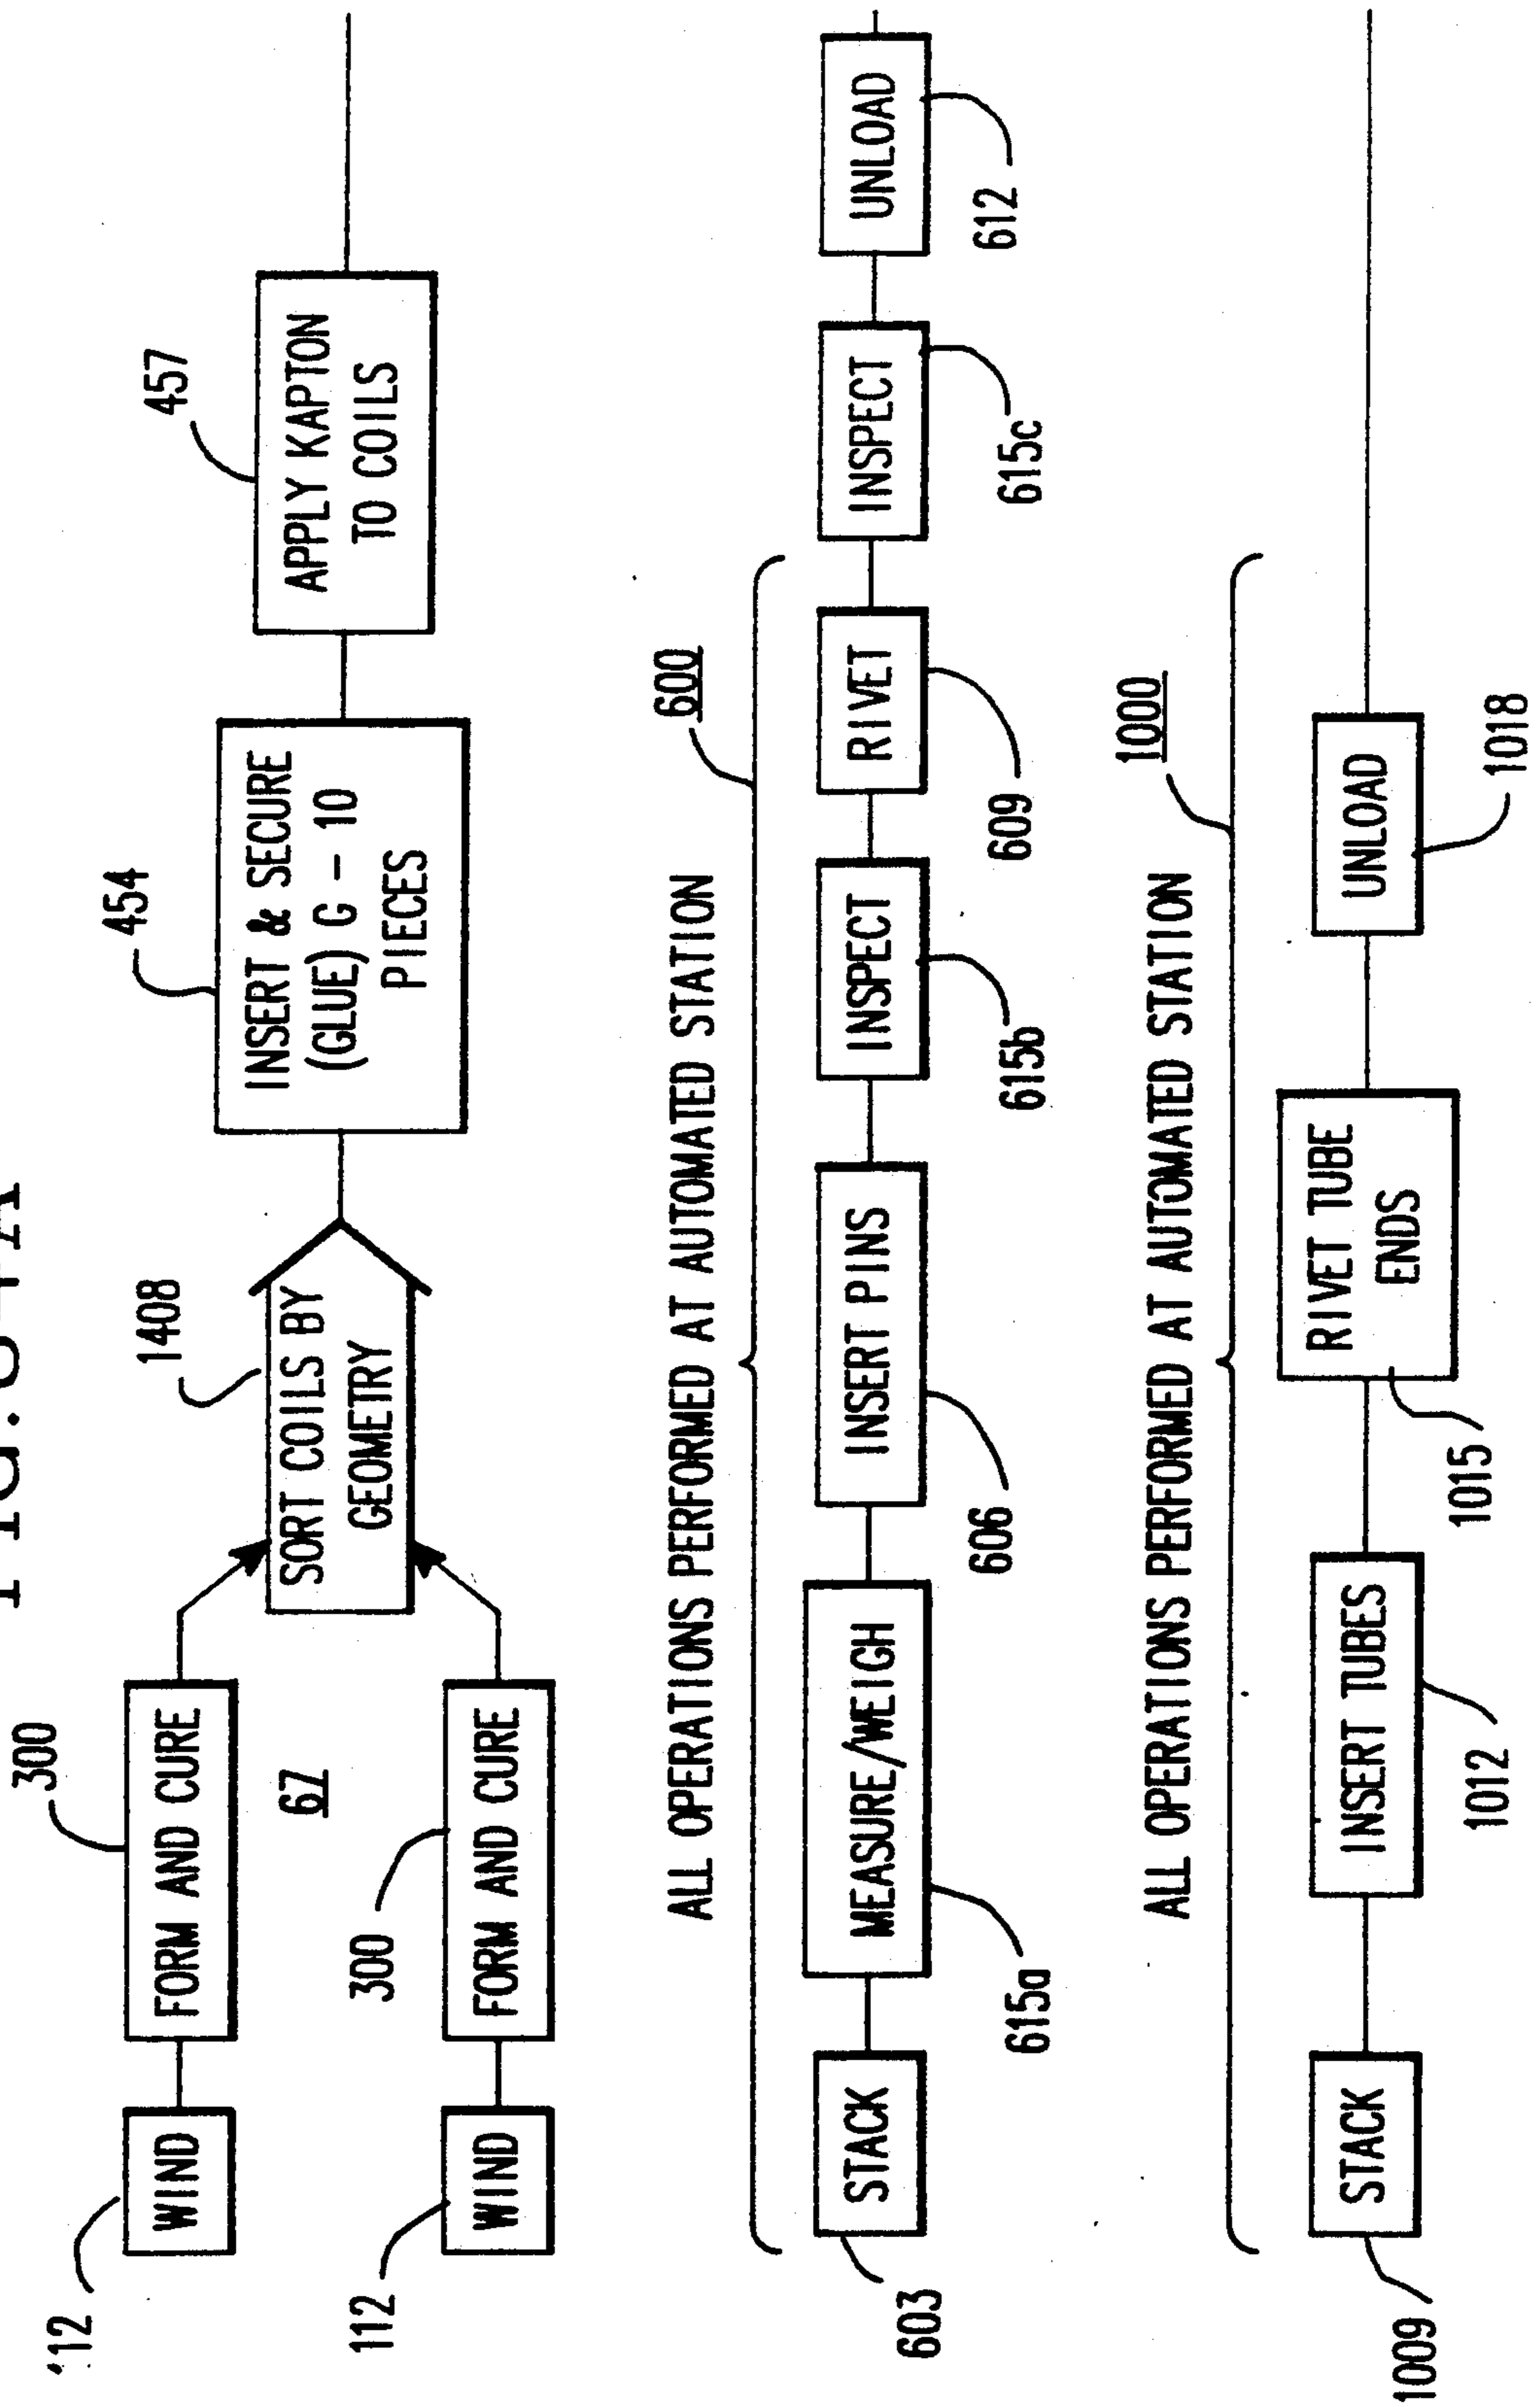 300
457
454
112
WIND
FORM AND CURE
1408
SORT COILS BY
GEOMETRY
INSERT & SECURE
(GLUE) G - 10
PIECES
APPLY KAPTON
TO COILS
67
300
112
WIND
FORM AND CURE
600
ALL OPERATIONS PERFORMED AT AUTOMATED STATION
STACK
MEASURE/WEIGH
INSERT PINS
INSPECT
RIVET
INSPECT
UNLOAD
603
615a
606
615b
609
615c
612
1000
ALL OPERATIONS PERFORMED AT AUTOMATED STATION
STACK
INSERT TUBES
RIVET TUBE
ENDS
UNLOAD
1009
1012
1015
1018